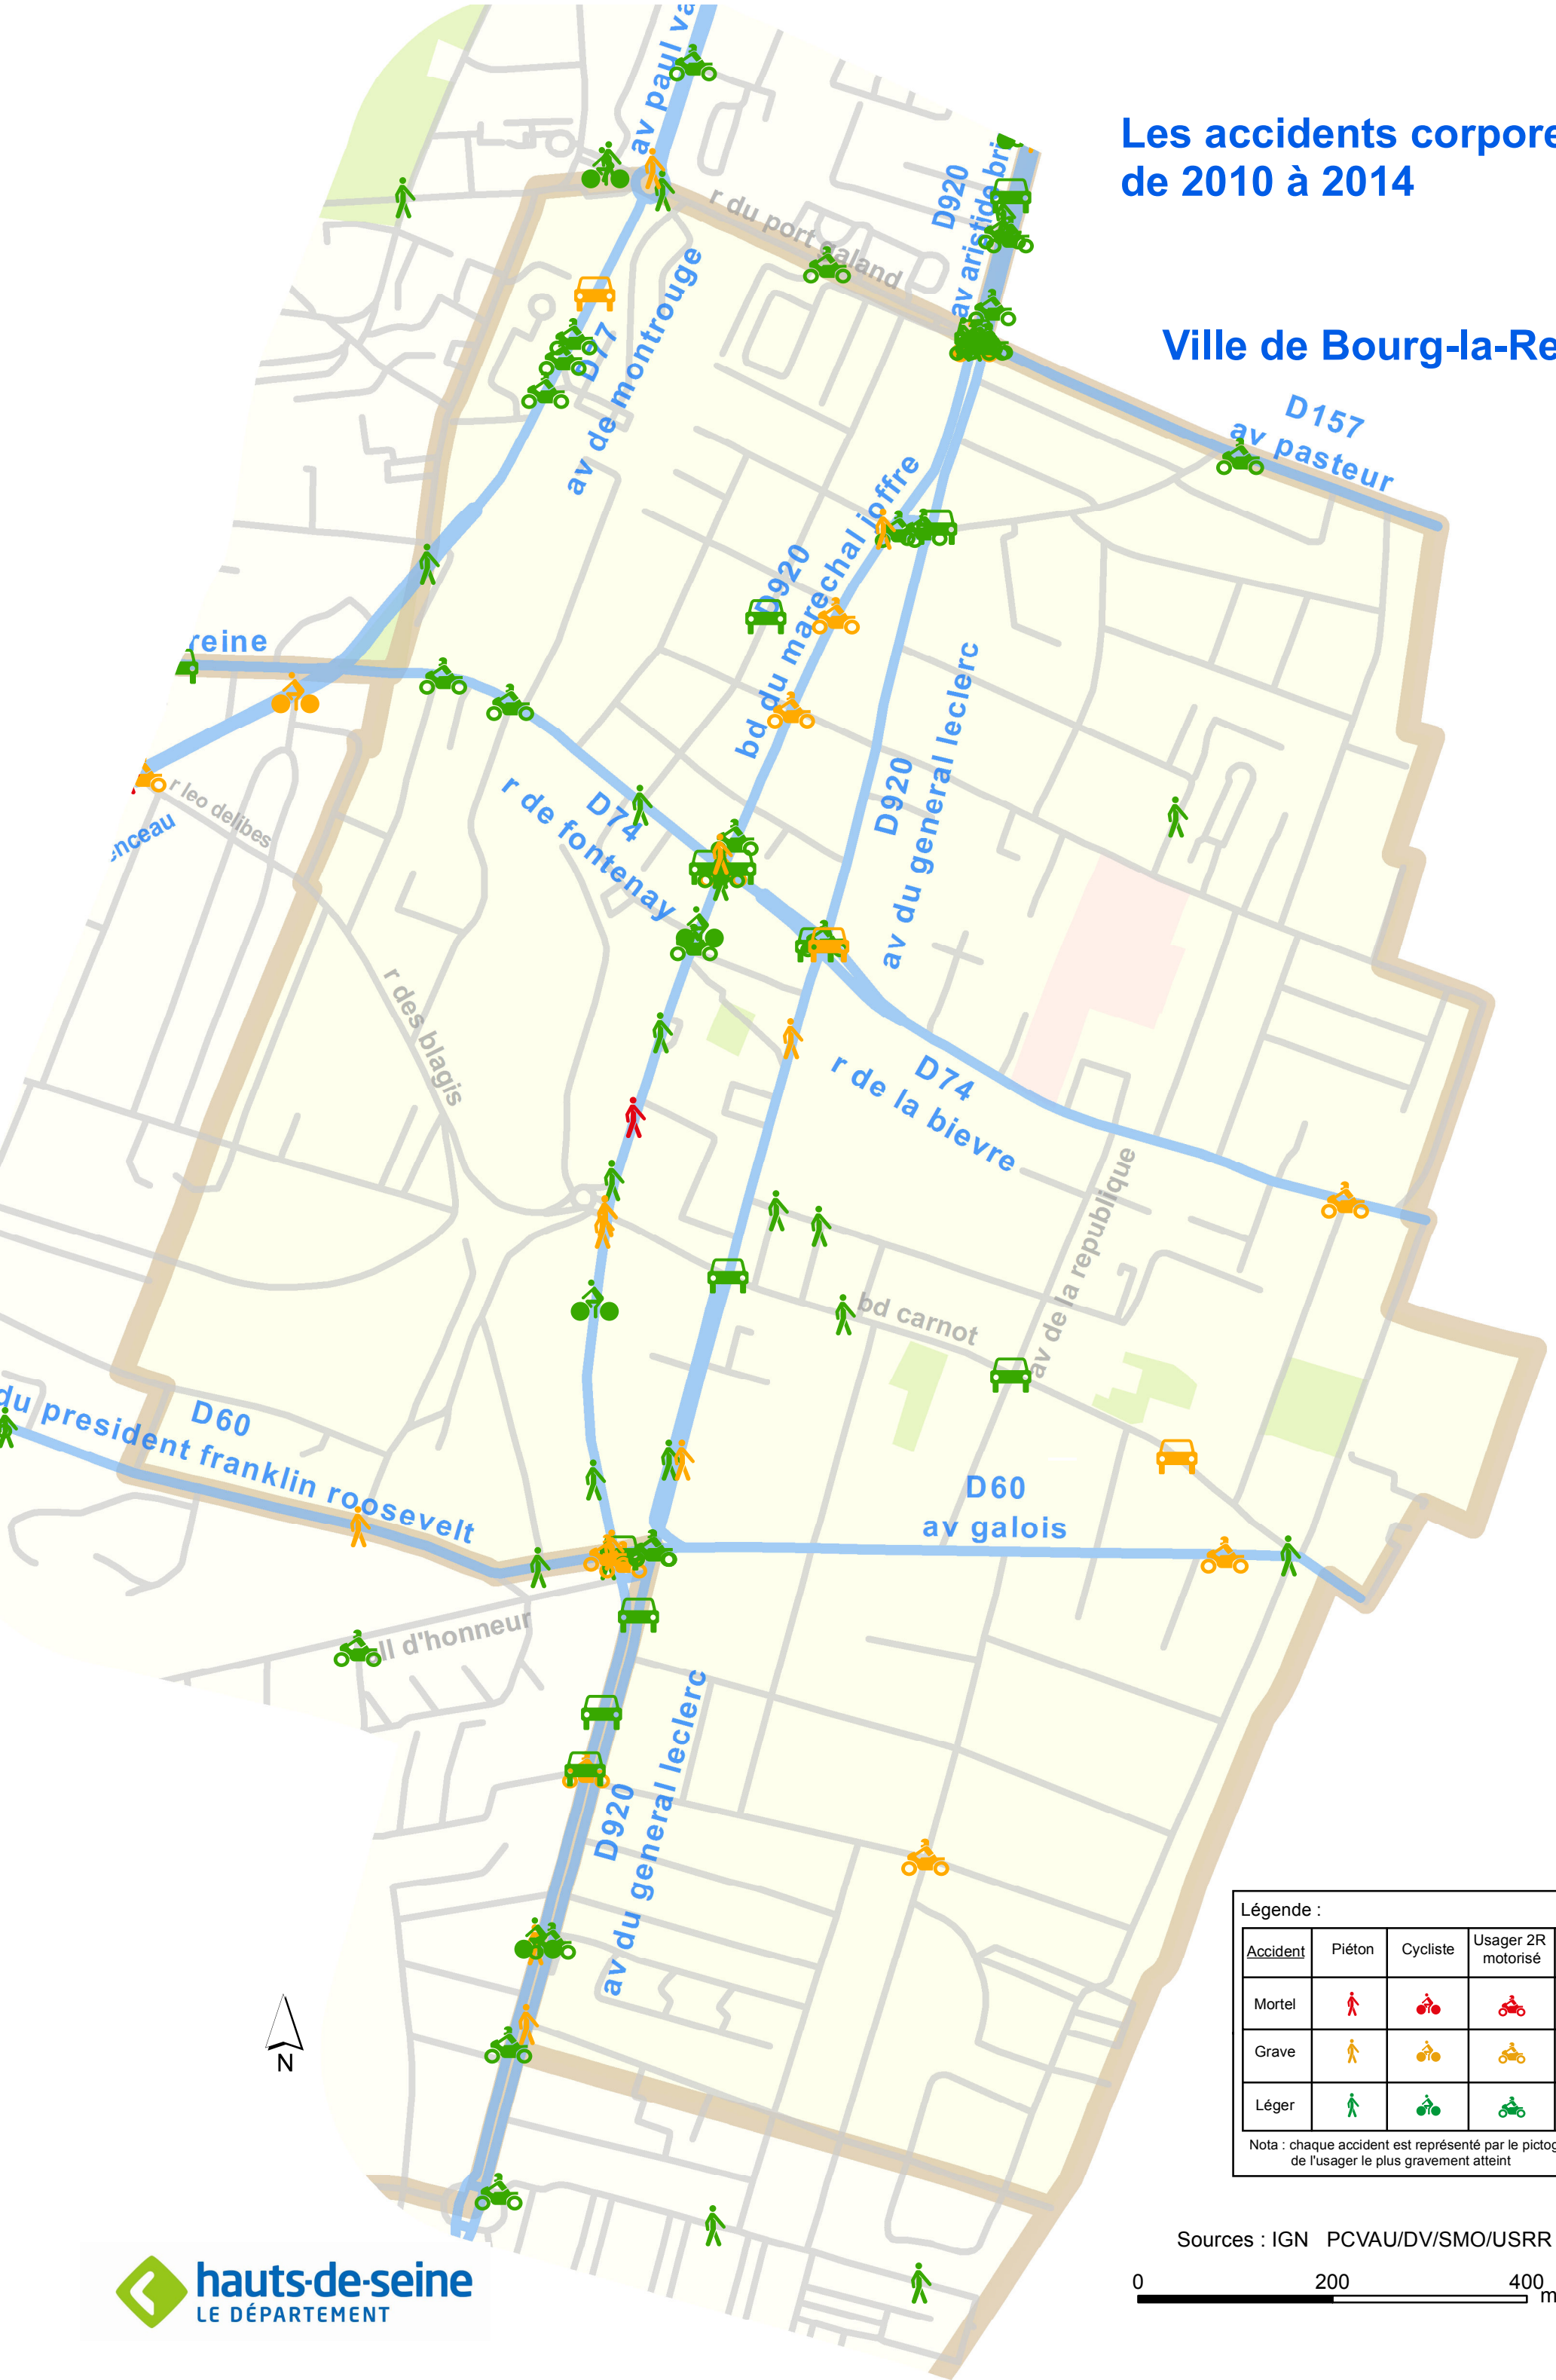 Les accidents corpore
de 2010 à 2014
Ville de Bourg-la-Re
av paul va
r du port galand
D920
av aristide bri
D77
av de montrouge
D157
av pasteur
D920
bd du marechal joffre
reine
r leo delibes
enceau
D74
r de fontenay
D920
av du general leclerc
r des blagis
D74
r de la bievre
av de la republique
bd carnot
D60
du president franklin roosevelt
D60
av galois
ll d'honneur
D920
av du general leclerc
N
Légende :
Accident
Piéton
Cycliste
Usager 2R
motorisé
Mortel
Grave
Léger
Nota : chaque accident est représenté par le pictog
de l'usager le plus gravement atteint
Sources : IGN PCVAU/DV/SMO/USRR
0 200 400 m
hauts-de-seine
LE DÉPARTEMENT